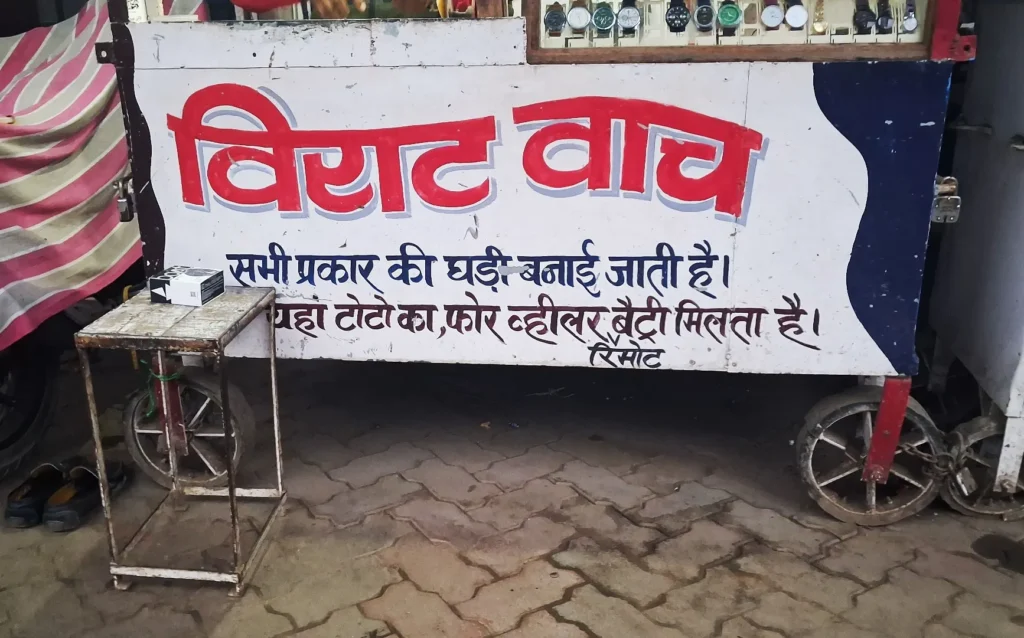 विराट वाच
सभी प्रकार की घड़ी बनाई जाती है।
यहां टोटो का, फोर व्हीलर, बैट्री मिलता है।
रिमोट